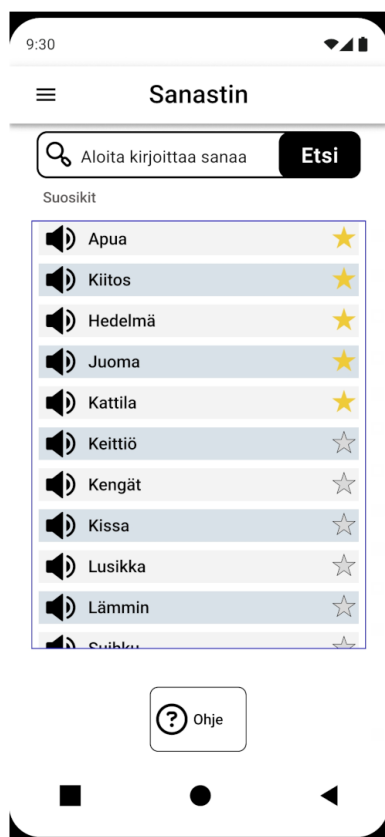 9:30
Sanastin
Aloita kirjoittaa sanaa Etsi
Suosikit
Apua
Kiitos
Hedelmä
Juoma
Kattila
Keittiö
Kengät
Kissa
Lusikka
Lämmin
Suihku
? Ohje